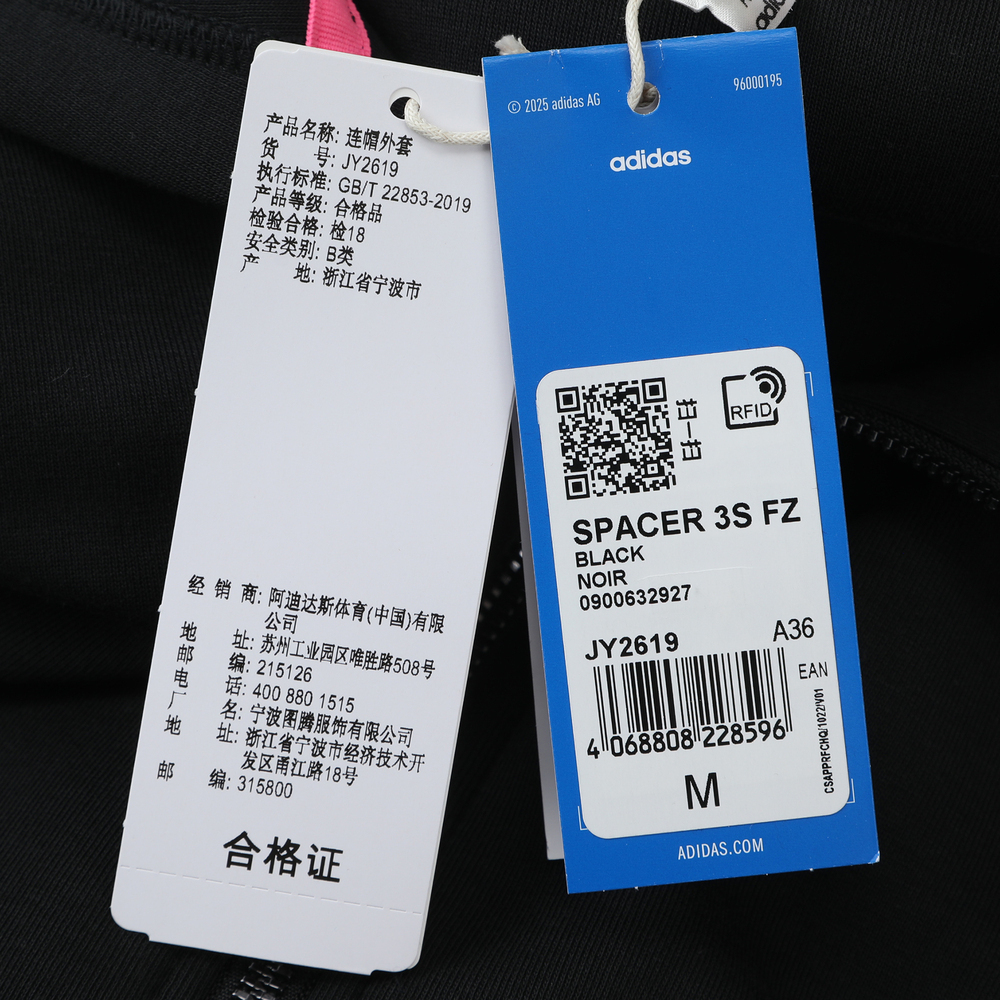 产品名称: 连帽外套
货 号: JY2619
执行标准: GB/T 22853-2019
产品等级: 合格品
检验合格: 检18
安全类别: B类
产 地: 浙江省宁波市
经 销 商: 阿迪达斯体育(中国)有限
公司
地 址: 苏州工业园区唯胜路508号
邮 编: 215126
电 话: 400 880 1515
厂 名: 宁波图腾服饰有限公司
地 址: 浙江省宁波市经济技术开
发区甬江路18号
邮 编: 315800
合格证
© 2025 adidas AG
96000195
adidas
扫一扫
RFID
SPACER 3S FZ
BLACK
NOIR
0900632927
JY2619
A36
EAN
4 068808 228596
CSAPPRFCHQ/1022/V01
M
ADIDAS.COM
adidas